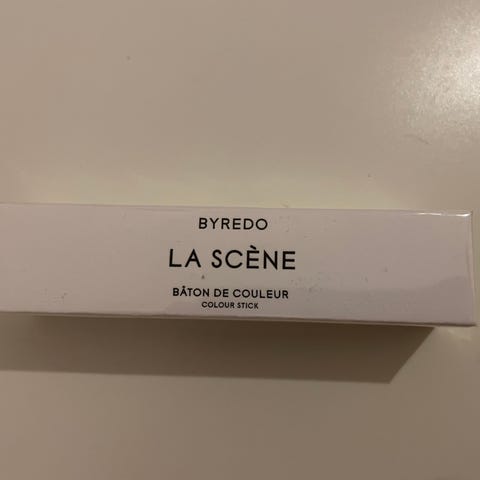 BYREDO
LA SCÈNE
BÂTON DE COULEUR
COLOUR STICK